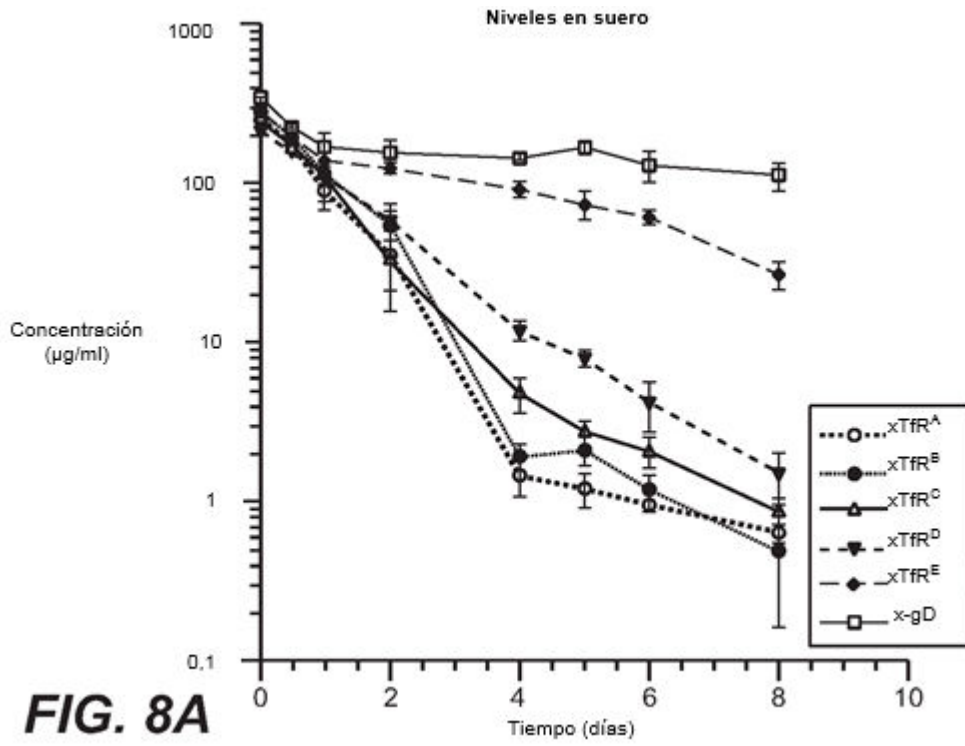 Niveles en suero
1000
100
10
1
0,1
Concentración
(µg/ml)
0
2
4
6
8
10
Tiempo (días)
xTfR^A
xTfR^B
xTfR^C
xTfR^D
xTfR^E
x-gD
FIG. 8A